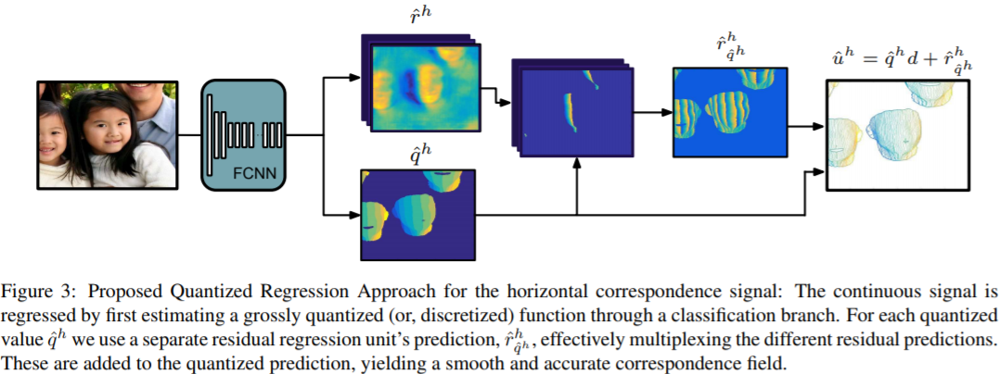 r̂^h
r̂^h_{q̂^h}
û^h = q̂^h d + r̂^h_{q̂^h}
FCNN
q̂^h
Figure 3: Proposed Quantized Regression Approach for the horizontal correspondence signal: The continuous signal is
regressed by first estimating a grossly quantized (or, discretized) function through a classification branch. For each quantized
value q̂^h we use a separate residual regression unit's prediction, r̂^h_{q̂^h}, effectively multiplexing the different residual predictions.
These are added to the quantized prediction, yielding a smooth and accurate correspondence field.